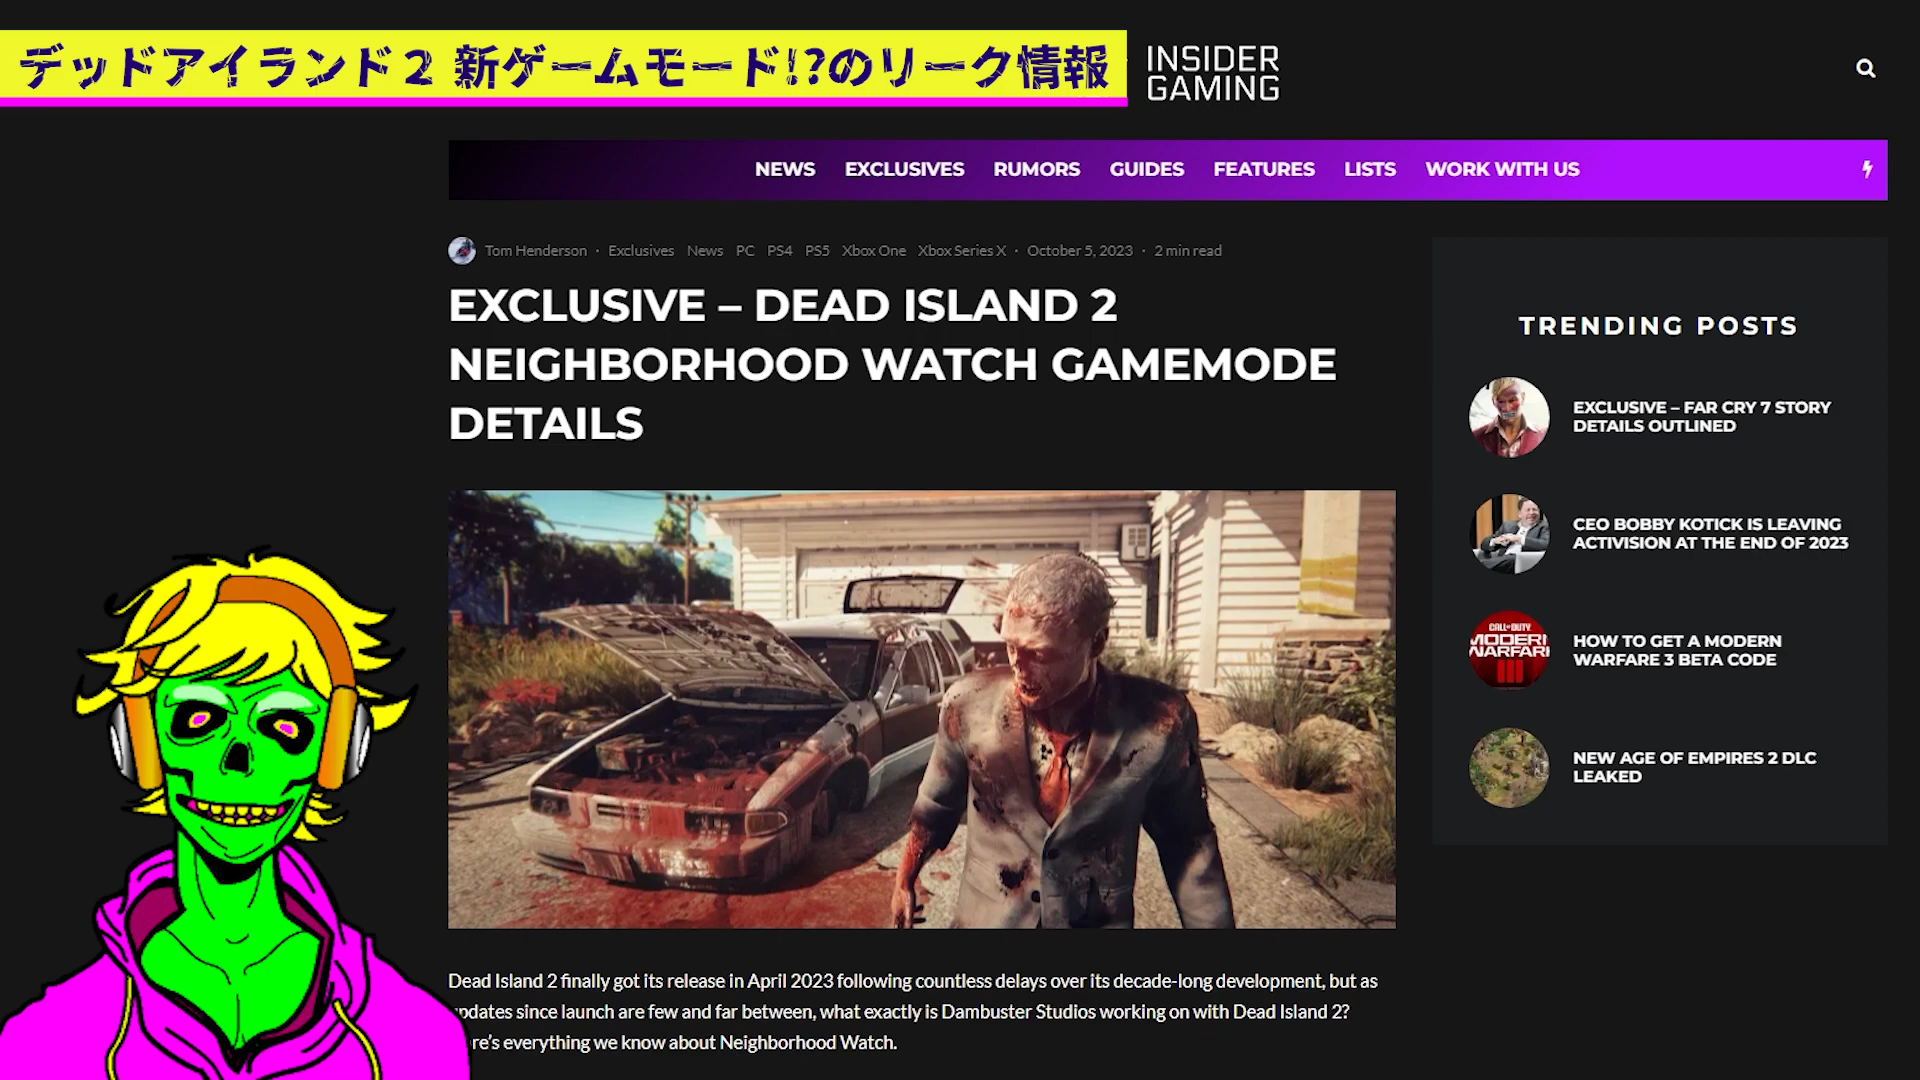 デッドアイランド2 新ゲームモード!?のリーク情報
INSIDER
GAMING
NEWS EXCLUSIVES RUMORS GUIDES FEATURES LISTS WORK WITH US
Tom Henderson · Exclusives News PC PS4 PS5 Xbox One Xbox Series X · October 5, 2023 · 2 min read
EXCLUSIVE – DEAD ISLAND 2
NEIGHBORHOOD WATCH GAMEMODE
DETAILS
Dead Island 2 finally got its release in April 2023 following countless delays over its decade-long development, but as
pdates since launch are few and far between, what exactly is Dambuster Studios working on with Dead Island 2?
re's everything we know about Neighborhood Watch.
TRENDING POSTS
EXCLUSIVE – FAR CRY 7 STORY
DETAILS OUTLINED
CEO BOBBY KOTICK IS LEAVING
ACTIVISION AT THE END OF 2023
CALL OF DUTY
MODERN
WARFARE
III
HOW TO GET A MODERN
WARFARE 3 BETA CODE
NEW AGE OF EMPIRES 2 DLC
LEAKED